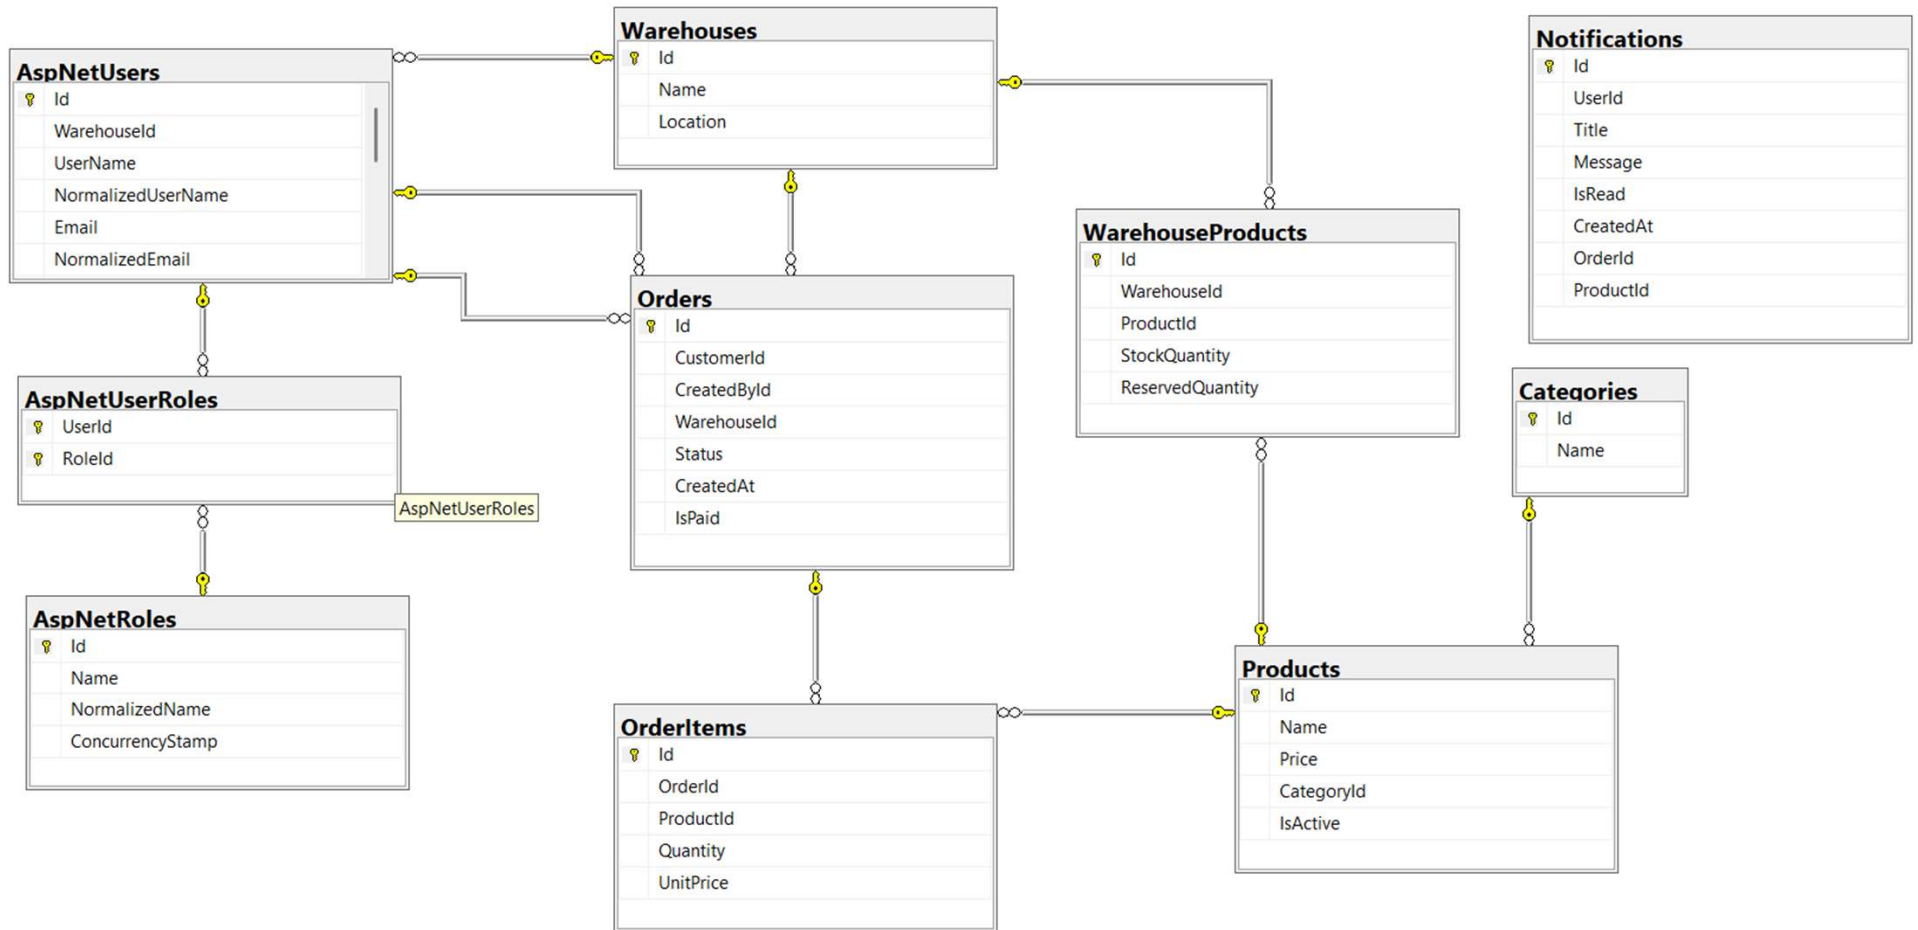 AspNetUsers
Id
WarehouseId
UserName
NormalizedUserName
Email
NormalizedEmail
Warehouses
Id
Name
Location
Notifications
Id
UserId
Title
Message
IsRead
CreatedAt
OrderId
ProductId
WarehouseProducts
Id
WarehouseId
ProductId
StockQuantity
ReservedQuantity
Orders
Id
CustomerId
CreatedById
WarehouseId
Status
CreatedAt
IsPaid
AspNetUserRoles
UserId
RoleId
AspNetUserRoles
Categories
Id
Name
AspNetRoles
Id
Name
NormalizedName
ConcurrencyStamp
OrderItems
Id
OrderId
ProductId
Quantity
UnitPrice
Products
Id
Name
Price
CategoryId
IsActive